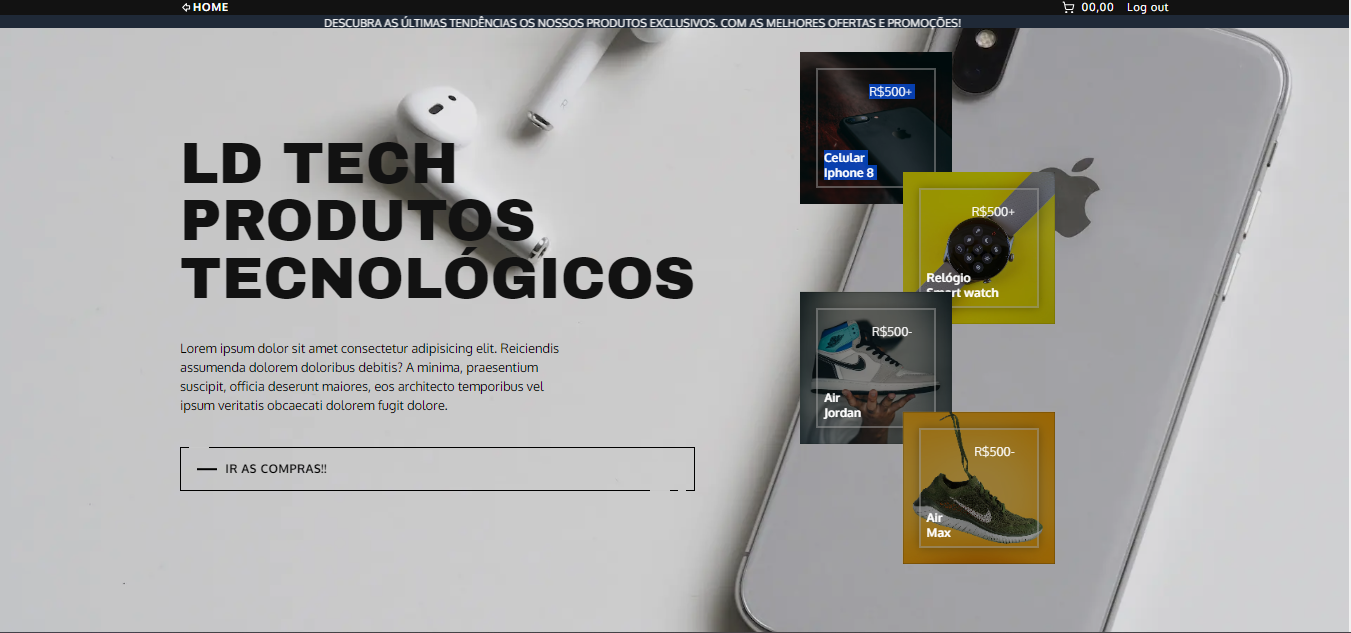 HOME
00,00
Log out
DESCUBRA AS ÚLTIMAS TENDÊNCIAS OS NOSSOS PRODUTOS EXCLUSIVOS. COM AS MELHORES OFERTAS E PROMOÇÕES!
LD TECH
PRODUTOS
TECNOLÓGICOS
Lorem ipsum dolor sit amet consectetur adipisicing elit. Reiciendis
assumenda dolorem doloribus debitis? A minima, praesentium
suscipit, officia deserunt maiores, eos architecto temporibus vel
ipsum veritatis obcaecati dolorem fugit dolore.
IR AS COMPRAS!!
R$500+
Celular
Iphone 8
R$500+
Relógio
Smart watch
R$500-
Air
Jordan
R$500-
Air
Max